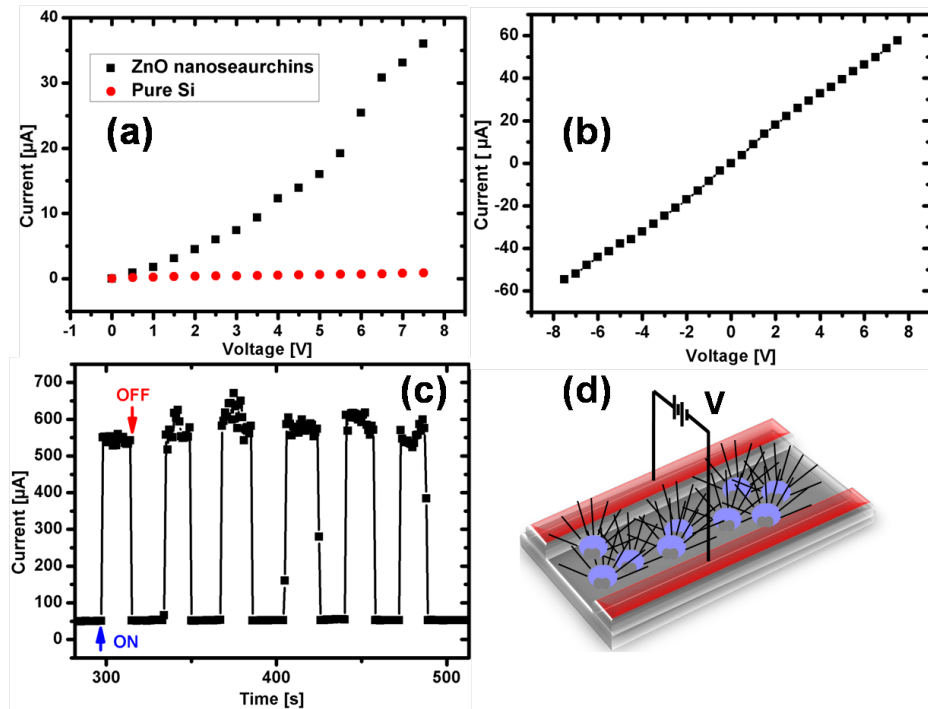 40
30
20
10
0
Current [µA]
ZnO nanoseaurchins
Pure Si
(a)
-1 0 1 2 3 4 5 6 7 8
Voltage [V]
60
40
20
0
-20
-40
-60
Current [ µA]
(b)
-8 -6 -4 -2 0 2 4 6 8
Voltage [V]
700
600
500
400
300
200
100
0
Current [µA]
OFF
(c)
ON
300 400 500
Time [s]
(d)
V